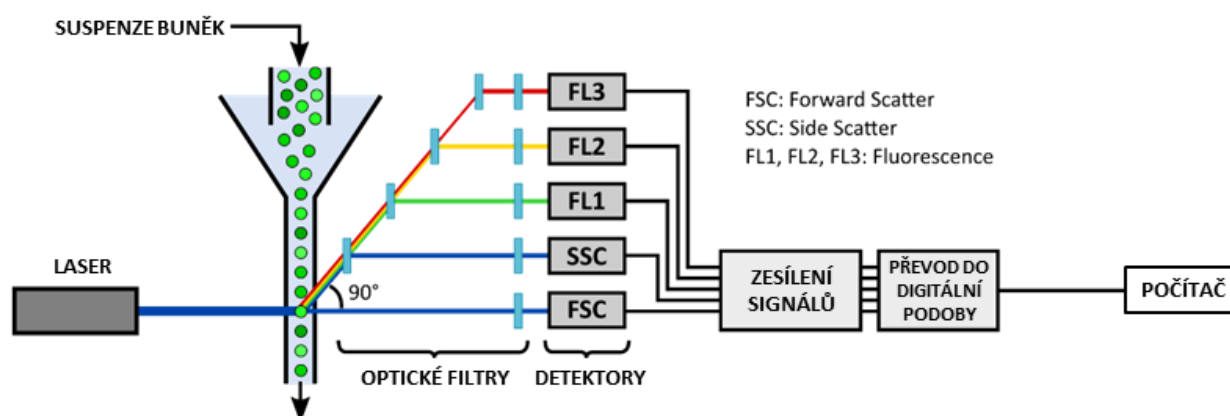 SUSPENZE BUNĚK
FL3
FSC: Forward Scatter
SSC: Side Scatter
FL1, FL2, FL3: Fluorescence
FL2
FL1
SSC
FSC
LASER
90°
ZESÍLENÍ
SIGNÁLŮ
PŘEVOD DO
DIGITÁLNÍ
PODOBY
POČÍTAČ
OPTICKÉ FILTRY
DETEKTORY